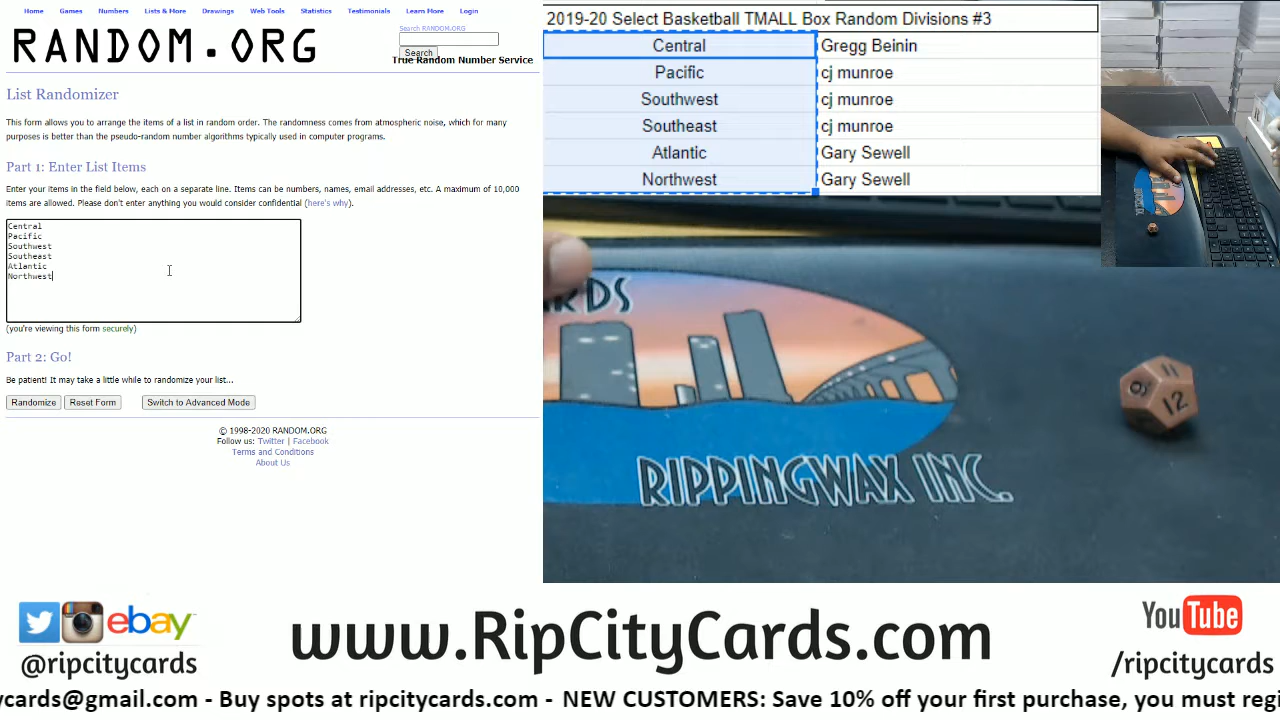 Home Games Numbers Lists & More Drawings Web Tools Statistics Testimonials Learn More Login
RANDOM.ORG
Search RANDOM.ORG
Search
True Random Number Service
List Randomizer
This form allows you to arrange the items of a list in random order. The randomness comes from atmospheric noise, which for many
purposes is better than the pseudo-random number algorithms typically used in computer programs.
Part 1: Enter List Items
Enter your items in the field below, each on a separate line. Items can be numbers, names, email addresses, etc. A maximum of 10,000
items are allowed. Please don't enter anything you would consider confidential (here's why).
Central
Pacific
Southwest
Southeast
Atlantic
Northwest
(you're viewing this form securely)
Part 2: Go!
Be patient! It may take a little while to randomize your list...
Randomize Reset Form Switch to Advanced Mode
© 1998-2020 RANDOM.ORG
Follow us: Twitter | Facebook
Terms and Conditions
About Us
2019-20 Select Basketball TMALL Box Random Divisions #3
Central Gregg Beinin
Pacific cj munroe
Southwest cj munroe
Southeast cj munroe
Atlantic Gary Sewell
Northwest Gary Sewell
RDS
RIPPINGWAX INC.
9 11
12
ebay
@ripcitycards
www.RipCityCards.com
YouTube
/ripcitycards
ycards@gmail.com - Buy spots at ripcitycards.com - NEW CUSTOMERS: Save 10% off your first purchase, you must regi